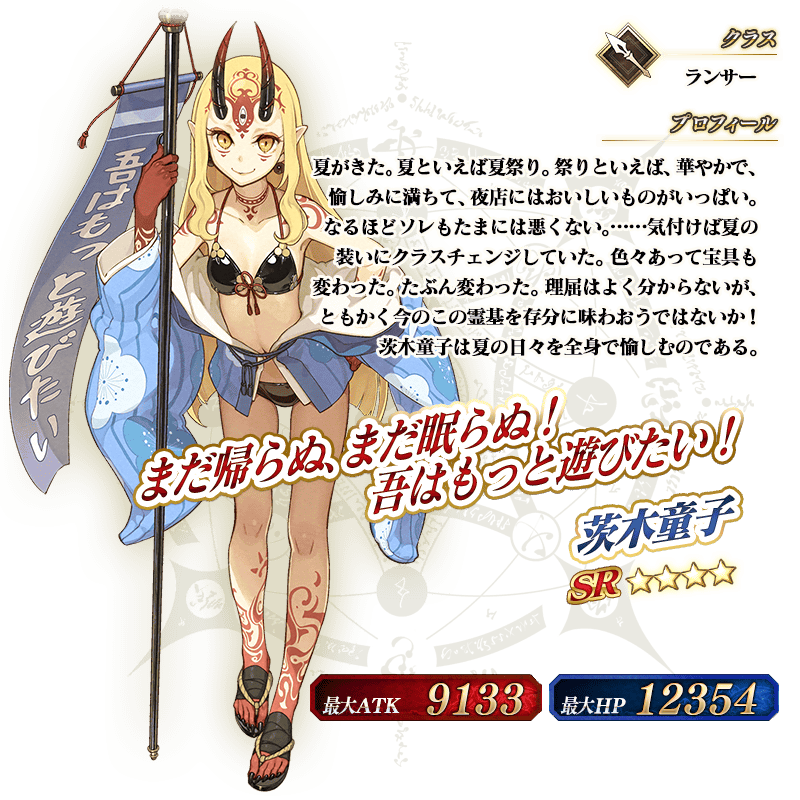 クラス
ランサー
プロフィール
夏がきた。夏といえば夏祭り。祭りといえば、華やかで、
愉しみに満ちて、夜店にはおいしいものがいっぱい。
なるほどソレもたまには悪くない。……気付けば夏の
装いにクラスチェンジしていた。色々あって宝具も
変わった。たぶん変わった。理屈はよく分からないが、
ともかく今のこの霊基を存分に味わおうではないか！
茨木童子は夏の日々を全身で愉しむのである。
吾はもっと遊びたい
まだ帰らぬ、まだ眠らぬ！
吾はもっと遊びたい！
茨木童子
SR
最大ATK 9133
最大HP 12354